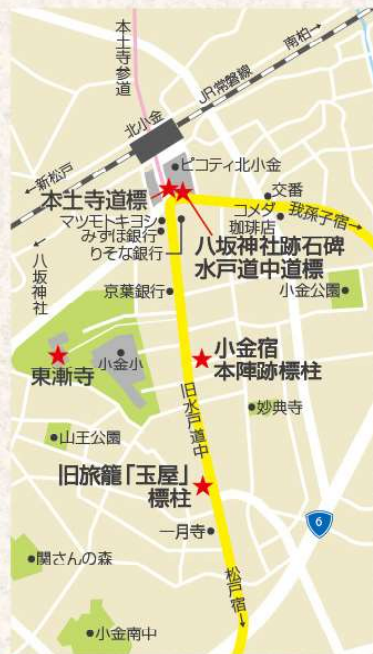 本土寺参道
南柏→
JR常磐線
北小金
←新松戸
ピコティ北小金
本土寺道標
マツモトキヨシ
みずほ銀行
りそな銀行
交番
コメダ
珈琲店
我孫子宿→
←八坂神社
八坂神社跡石碑
水戸道中道標
京葉銀行
小金公園
小金宿
本陣跡標柱
東漸寺
小金小
旧水戸道中
妙典寺
山王公園
旧旅籠「玉屋」
標柱
6
一月寺
関さんの森
松戸宿→
小金南中